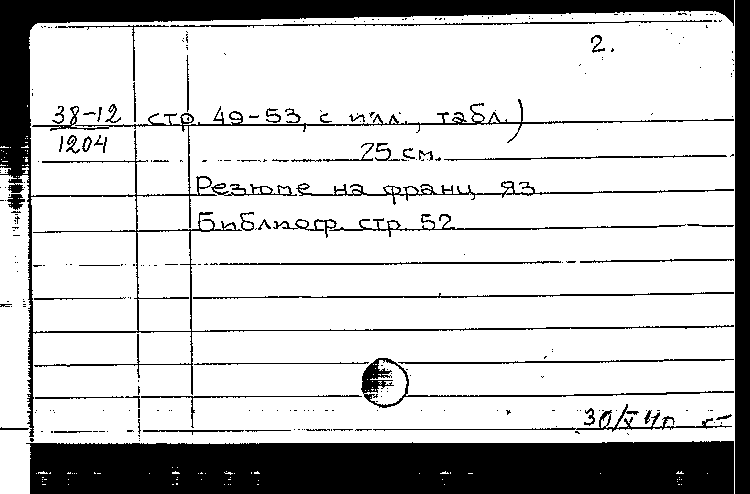 2.
38-12 стр. 49-53, с илл., табл.)
1204
25 см.
Резюме на франц яз
Библиогр. стр. 52
30/X